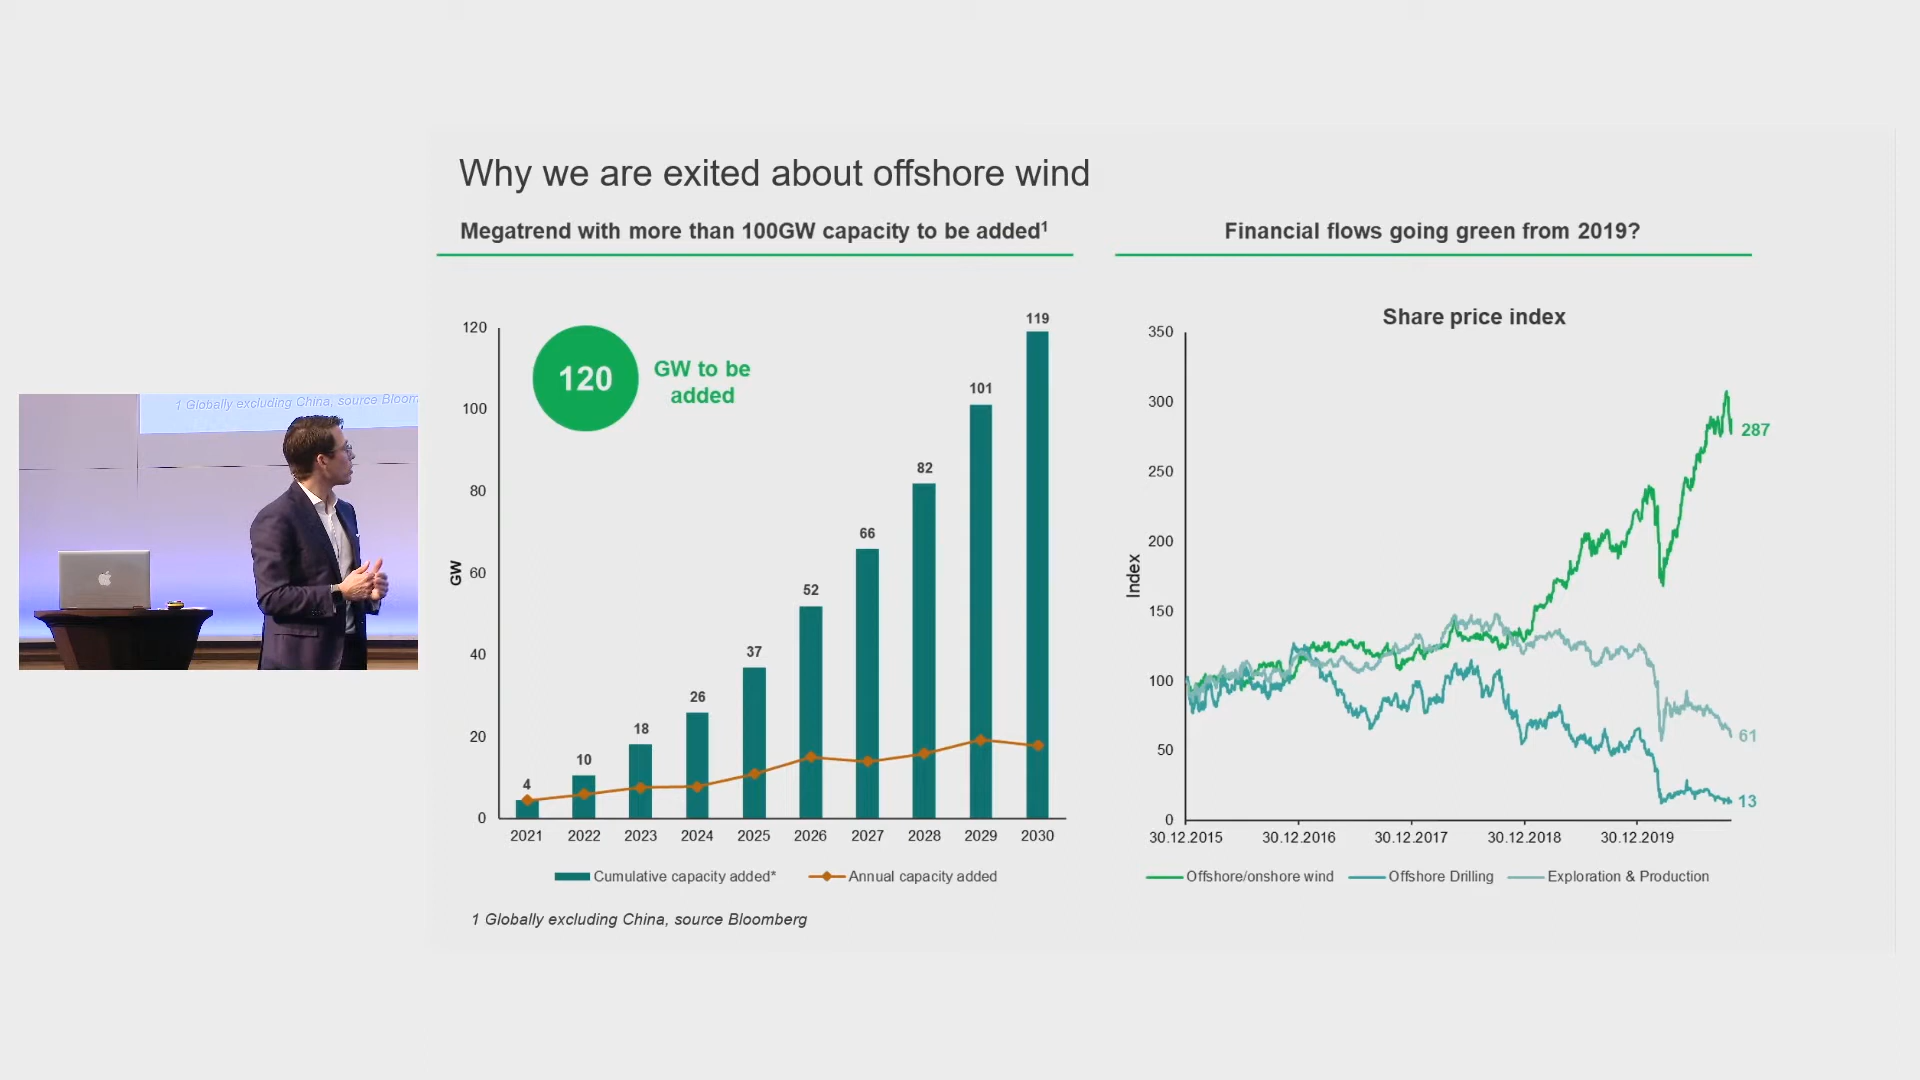 Why we are exited about offshore wind
Megatrend with more than 100GW capacity to be added1
120
GW to be
added
GW
120
100
80
60
40
20
0
4
10
18
26
37
52
66
82
101
119
2021 2022 2023 2024 2025 2026 2027 2028 2029 2030
Cumulative capacity added* Annual capacity added
1 Globally excluding China, source Bloomberg
Financial flows going green from 2019?
Share price index
Index
350
300
250
200
150
100
50
0
287
61
13
30.12.2015 30.12.2016 30.12.2017 30.12.2018 30.12.2019
Offshore/onshore wind Offshore Drilling Exploration & Production
1 Globally excluding China, source Bloom